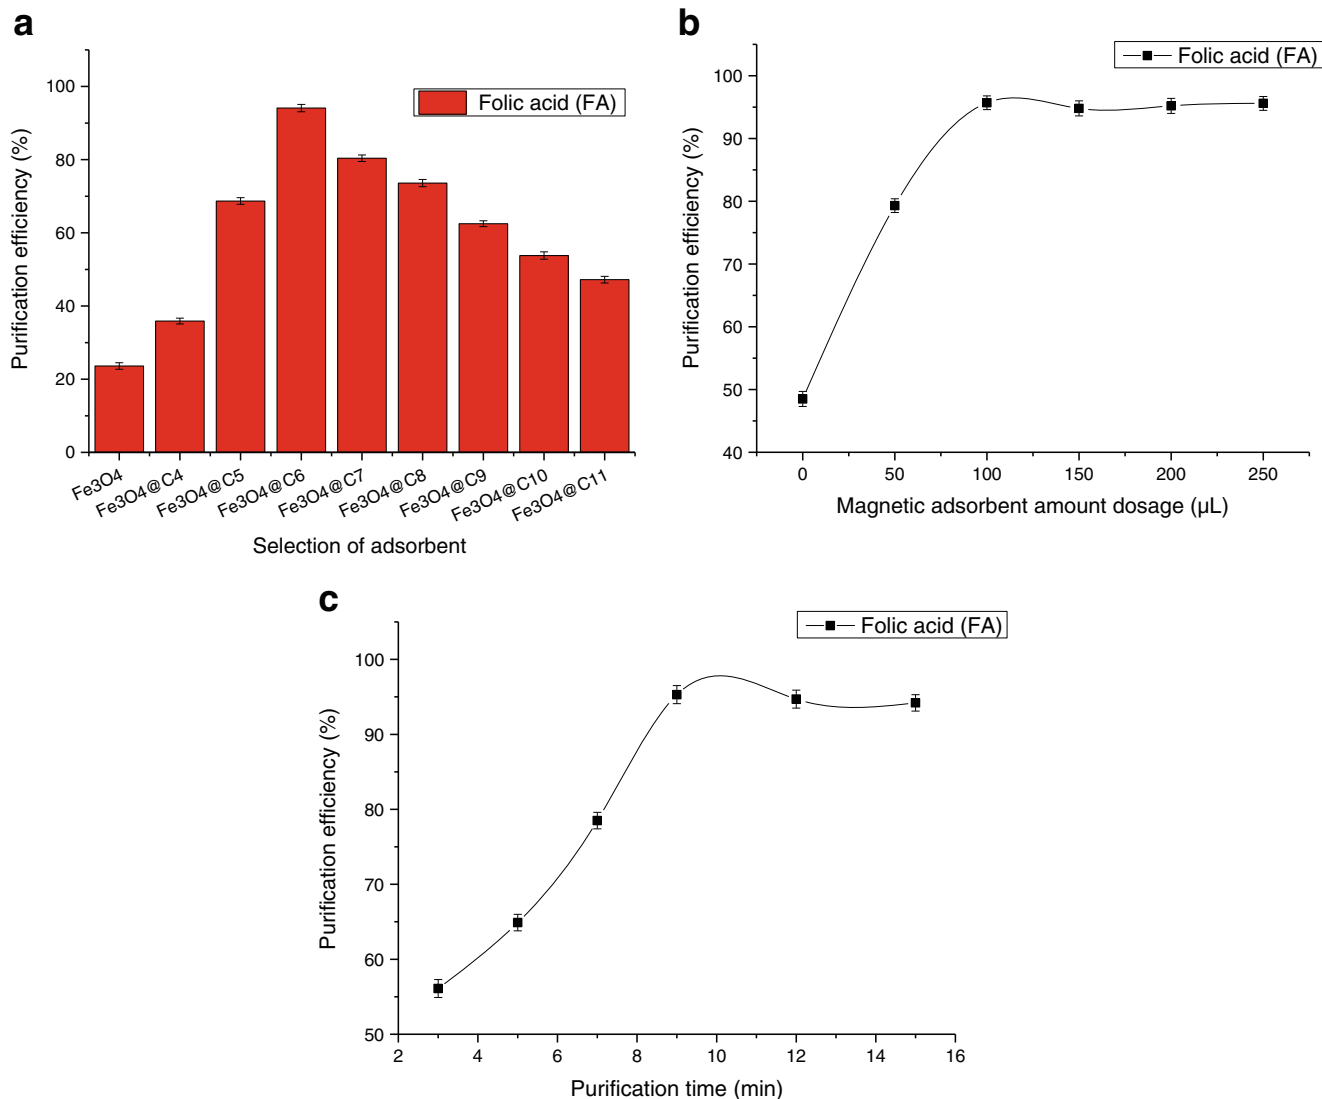 a
Folic acid (FA)
Purification efficiency (%)
100
80
60
40
20
0
Fe3O4
Fe3O4@C4
Fe3O4@C5
Fe3O4@C6
Fe3O4@C7
Fe3O4@C8
Fe3O4@C9
Fe3O4@C10
Fe3O4@C11
Selection of adsorbent
b
Folic acid (FA)
Purification efficiency (%)
100
90
80
70
60
50
40
0 50 100 150 200 250
Magnetic adsorbent amount dosage (µL)
c
Folic acid (FA)
Purification efficiency (%)
100
90
80
70
60
50
2 4 6 8 10 12 14 16
Purification time (min)